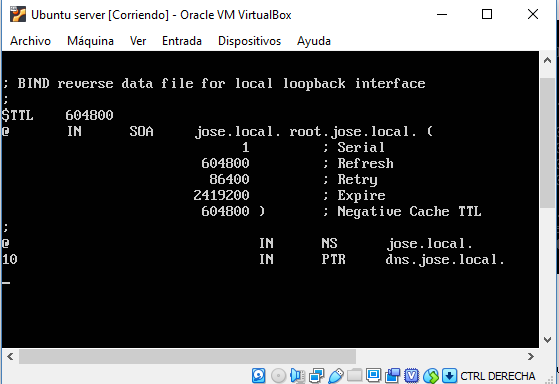 Ubuntu server [Corriendo] - Oracle VM VirtualBox
Archivo Máquina Ver Entrada Dispositivos Ayuda
; BIND reverse data file for local loopback interface
;
$TTL 604800
@ IN SOA jose.local. root.jose.local. (
1 ; Serial
604800 ; Refresh
86400 ; Retry
2419200 ; Expire
604800 ) ; Negative Cache TTL
;
@ IN NS jose.local.
10 IN PTR dns.jose.local.
CTRL DERECHA